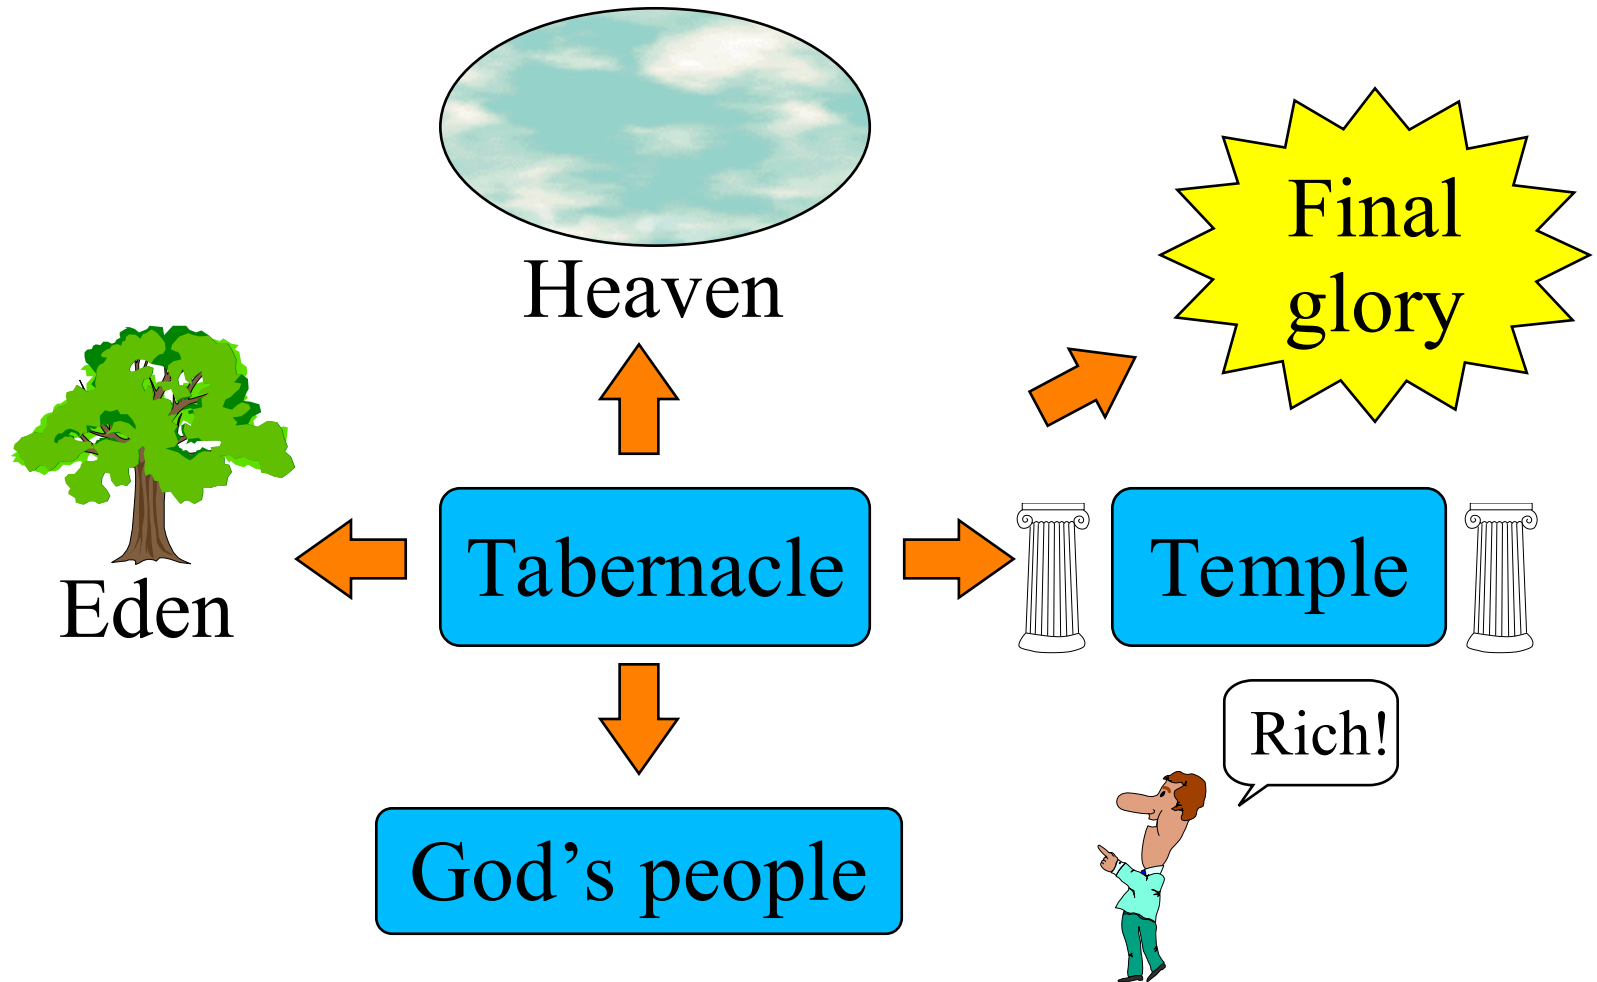 Heaven
Final
glory
Eden
Tabernacle
Temple
Rich!
God’s people